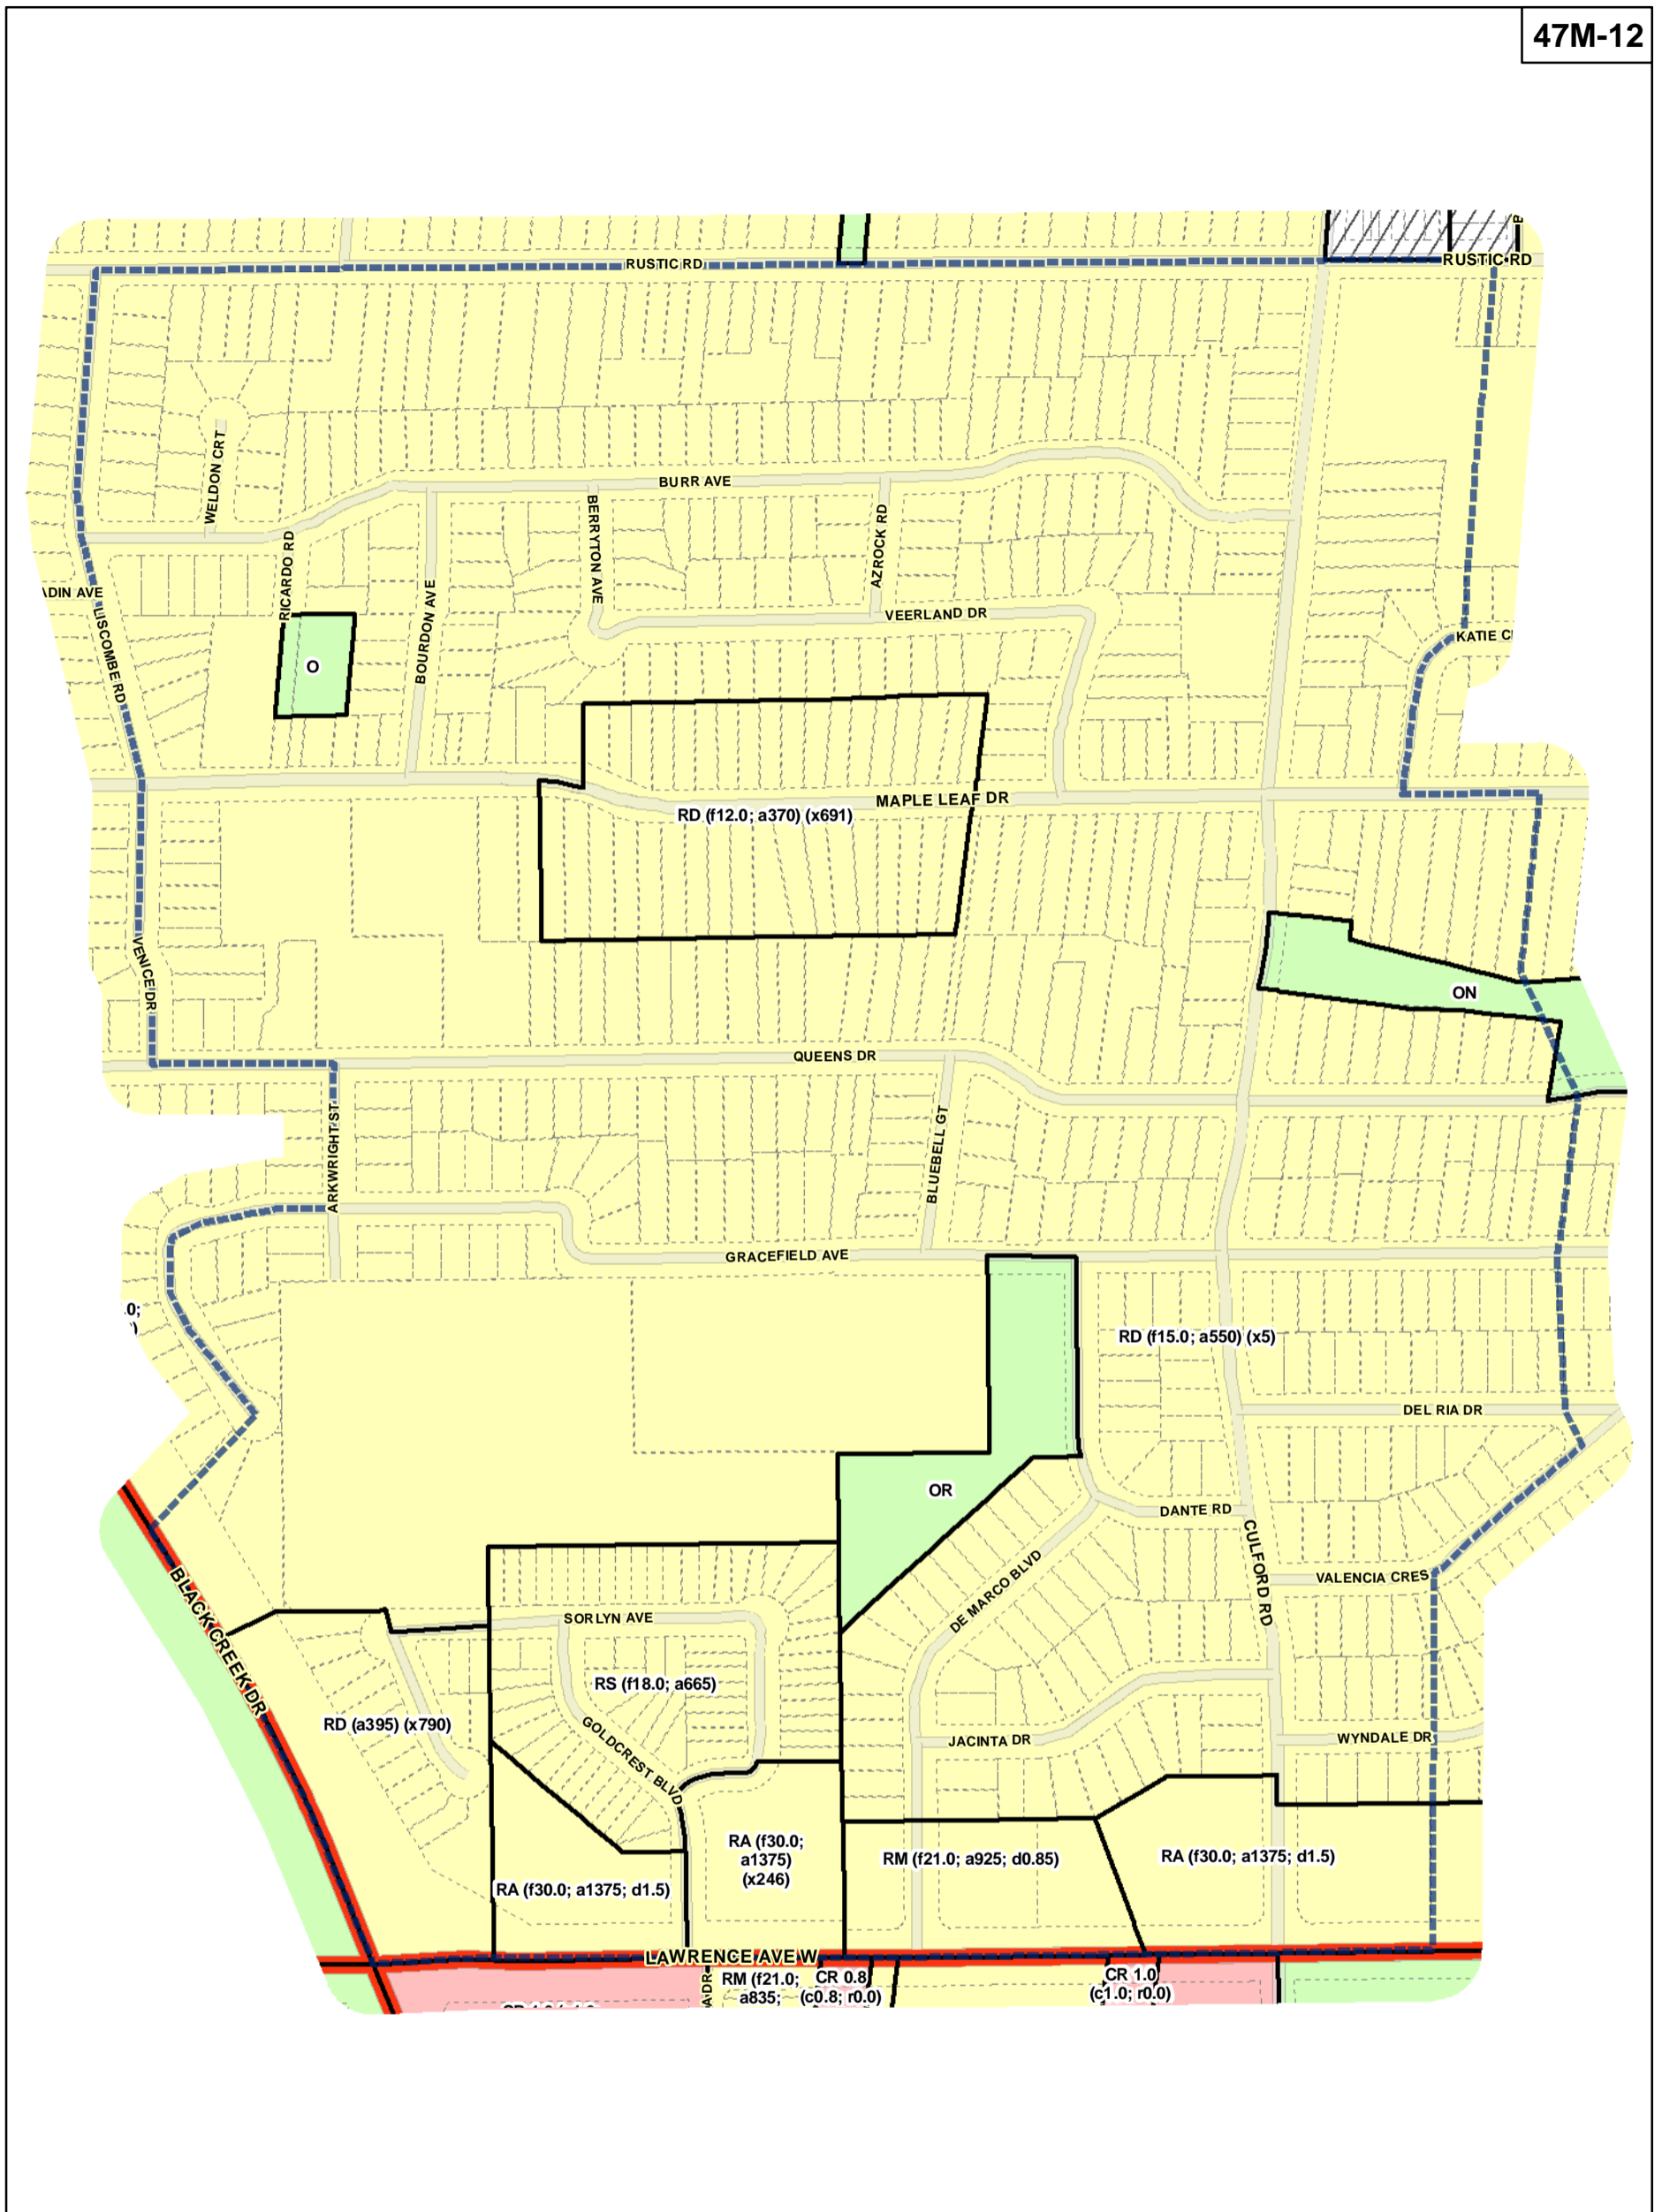 47M-12
RUSTIC RD
RUSTIC RD
WELDON CRT
BURR AVE
BERRYTON AVE
AZROCK RD
RICARDO RD
BOURDON AVE
ADIN AVE
LISCOMBE RD
VEERLAND DR
KATIE C
O
MAPLE LEAF DR
RD (f12.0; a370) (x691)
VENICE DR
ON
QUEENS DR
ARKWRIGHT ST
BLUEBELL GT
GRACEFIELD AVE
.0;
)
RD (f15.0; a550) (x5)
DEL RIA DR
OR
DANTE RD
CULFORD RD
BLACK CREEK DR
DE MARCO BLVD
VALENCIA CRES
SORLYN AVE
RS (f18.0; a665)
RD (a395) (x790)
GOLDCREST BLVD
JACINTA DR
WYNDALE DR
RA (f30.0;
a1375)
(x246)
RM (f21.0; a925; d0.85)
RA (f30.0; a1375; d1.5)
RA (f30.0; a1375; d1.5)
LAWRENCE AVE W
RM (f21.0;
a835;
CR 0.8
(c0.8; r0.0)
CR 1.0
(c1.0; r0.0)